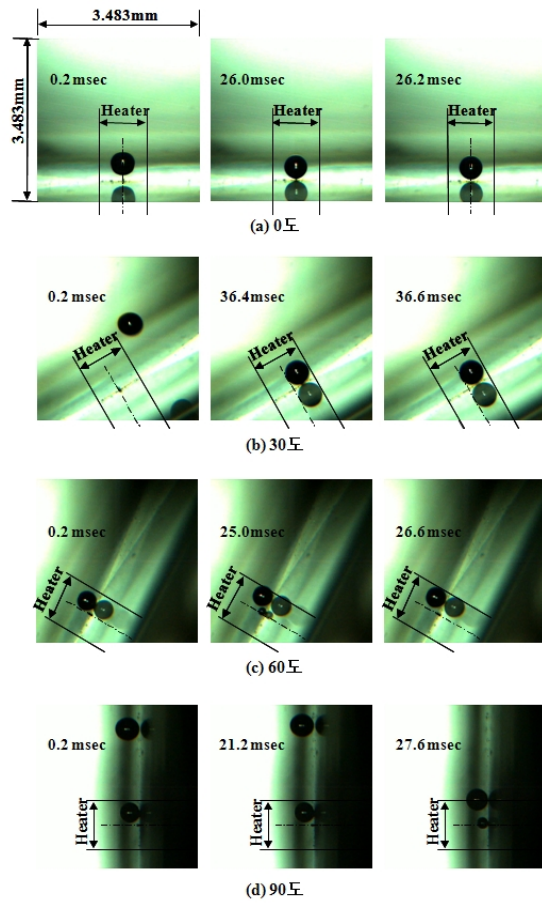 3.483mm
3.483mm
0.2 msec
26.0 msec
26.2 msec
Heater
Heater
Heater
(a) 0도
0.2 msec
36.4 msec
36.6 msec
Heater
Heater
Heater
(b) 30도
0.2 msec
25.0 msec
26.6 msec
Heater
Heater
Heater
(c) 60도
0.2 msec
21.2 msec
27.6 msec
Heater
Heater
Heater
(d) 90도